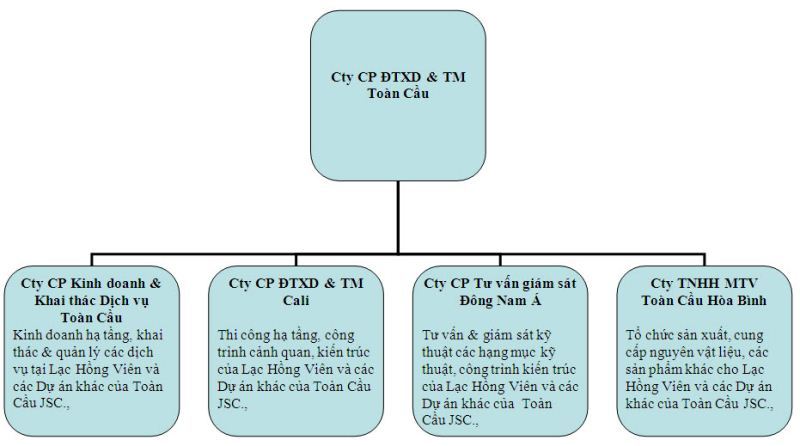 Cty CP ĐTXD & TM
Toàn Cầu
Cty CP Kinh doanh &
Khai thác Dịch vụ
Toàn Cầu
Kinh doanh hạ tầng, khai
thác & quản lý các dịch
vụ tại Lạc Hồng Viên và
các Dự án khác của Toàn
Cầu JSC.,
Cty CP ĐTXD & TM
Cali
Thi công hạ tầng, công
trình cảnh quan, kiến trúc
của Lạc Hồng Viên và các
Dự án khác của Toàn Cầu
JSC.,
Cty CP Tư vấn giám sát
Đông Nam Á
Tư vấn & giám sát kỹ
thuật các hạng mục kỹ
thuật, công trình kiến trúc
của Lạc Hồng Viên và các
Dự án khác của Toàn
Cầu JSC.,
Cty TNHH MTV
Toàn Cầu Hòa Bình
Tổ chức sản xuất, cung
cấp nguyên vật liệu, các
sản phẩm khác cho Lạc
Hồng Viên và các Dự án
khác của Toàn Cầu JSC.,